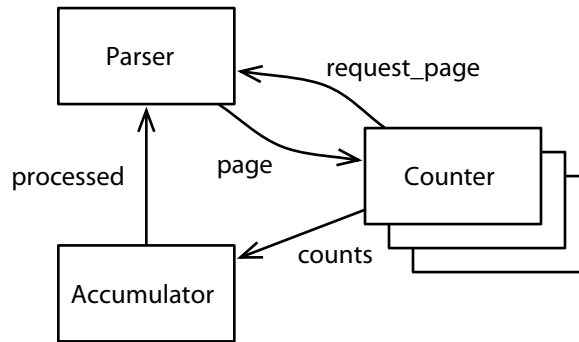 Parser
request_page
page
processed
Counter
counts
Accumulator